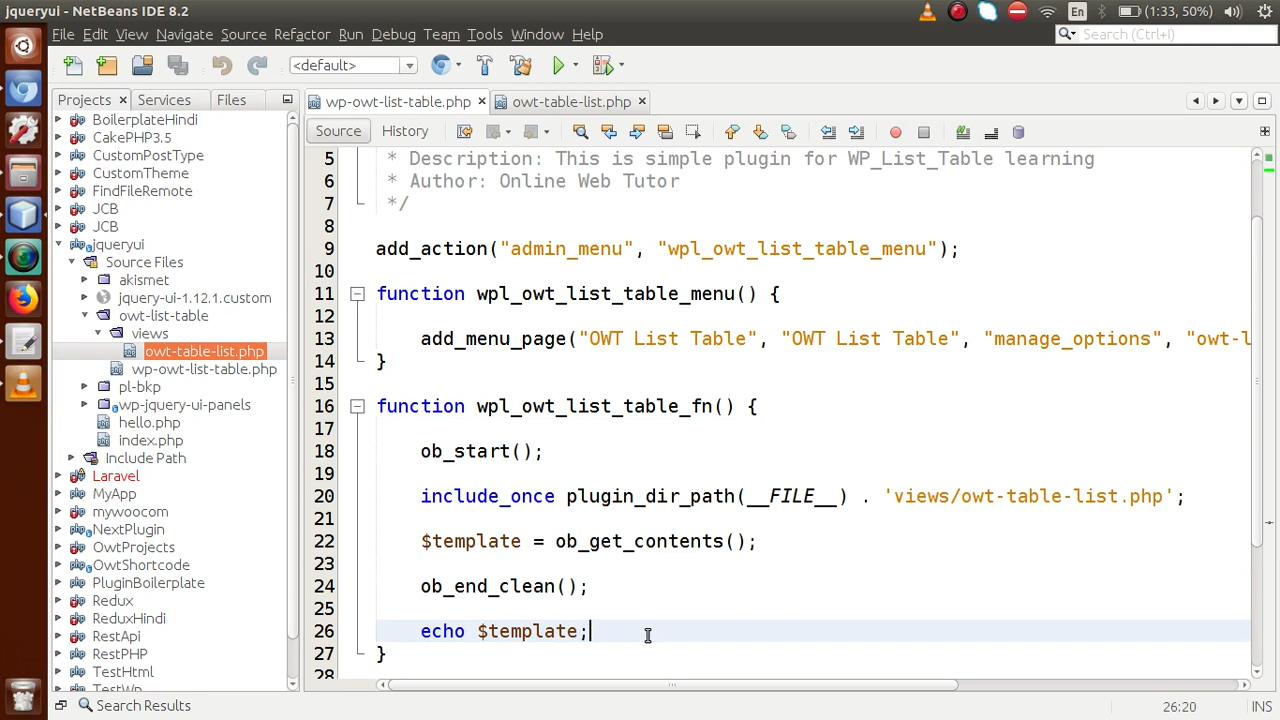 jqueryui - NetBeans IDE 8.2
En
(1:33, 50%)
File Edit View Navigate Source Refactor Run Debug Team Tools Window Help
Search (Ctrl+I)
<default>
Projects
Services
Files
wp-owt-list-table.php
owt-table-list.php
Source
History
BoilerplateHindi
CakePHP3.5
CustomPostType
CustomTheme
FindFileRemote
JCB
JCB
jqueryui
Source Files
akismet
jquery-ui-1.12.1.custom
owt-list-table
views
owt-table-list.php
wp-owt-list-table.php
pl-bkp
wp-jquery-ui-panels
hello.php
index.php
Include Path
Laravel
MyApp
mywoocom
NextPlugin
OwtProjects
OwtShortcode
PluginBoilerplate
Redux
ReduxHindi
RestApi
RestPHP
TestHtml
TestWp
5 * Description: This is simple plugin for WP_List_Table learning
6 * Author: Online Web Tutor
7 */
8
9 add_action("admin_menu", "wpl_owt_list_table_menu");
10
11 function wpl_owt_list_table_menu() {
12
13 add_menu_page("OWT List Table", "OWT List Table", "manage_options", "owt-l
14 }
15
16 function wpl_owt_list_table_fn() {
17
18 ob_start();
19
20 include_once plugin_dir_path(__FILE__) . 'views/owt-table-list.php';
21
22 $template = ob_get_contents();
23
24 ob_end_clean();
25
26 echo $template;
27 }
28
Search Results
26:20
INS